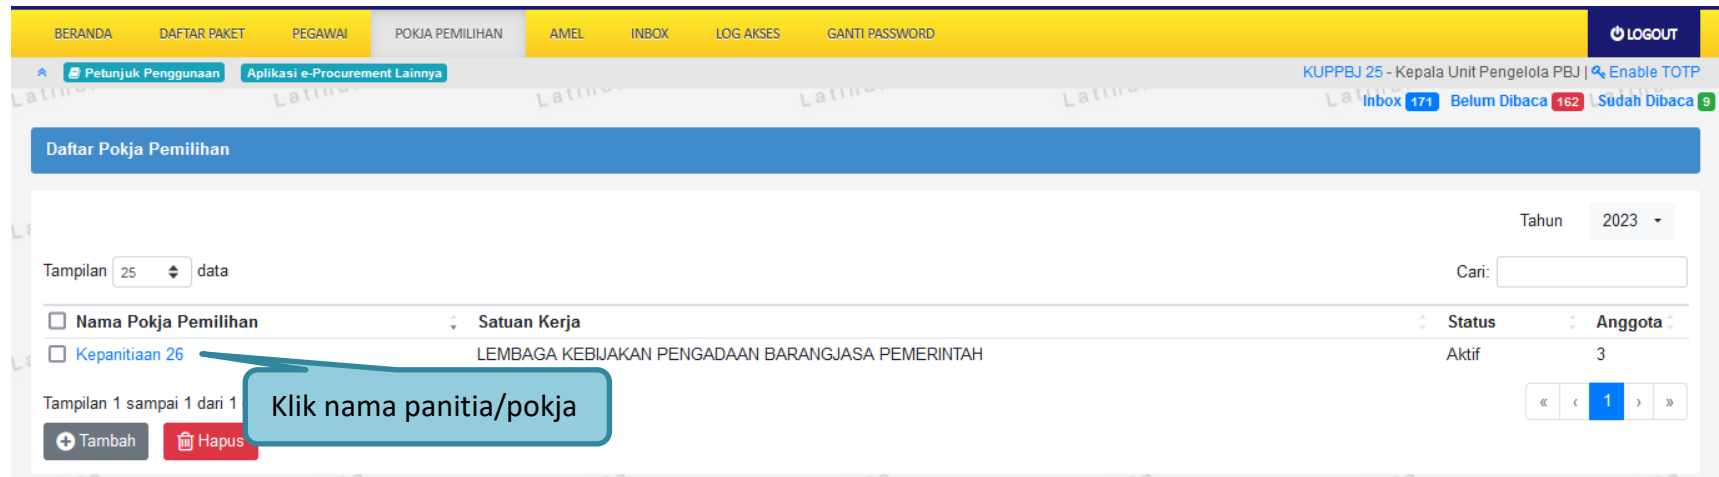 BERANDA DAFTAR PAKET PEGAWAI POKJA PEMILIHAN AMEL INBOX LOG AKSES GANTI PASSWORD LOGOUT
Petunjuk Penggunaan Aplikasi e-Procurement Lainnya KUPPBJ 25 - Kepala Unit Pengelola PBJ | Enable TOTP
Inbox 171 Belum Dibaca 162 Sudah Dibaca 9
Daftar Pokja Pemilihan
Tahun 2023
Tampilan 25 data Cari:
Nama Pokja Pemilihan Satuan Kerja Status Anggota
Kepanitiaan 26 LEMBAGA KEBIJAKAN PENGADAAN BARANGJASA PEMERINTAH Aktif 3
Klik nama panitia/pokja
Tampilan 1 sampai 1 dari 1 « ‹ 1 › »
Tambah Hapus